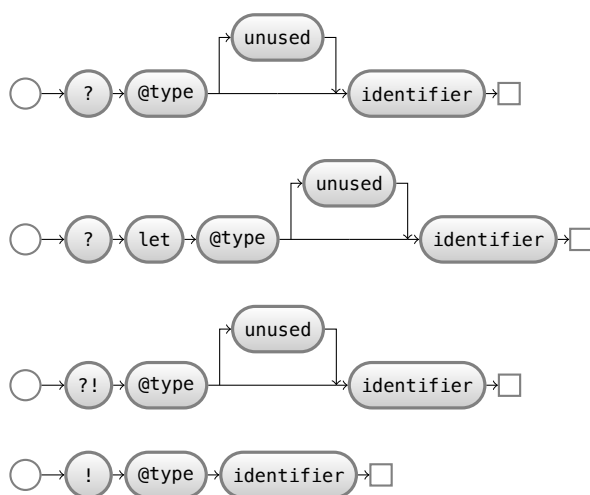 unused
? @type identifier
unused
? let @type identifier
unused
?! @type identifier
! @type identifier